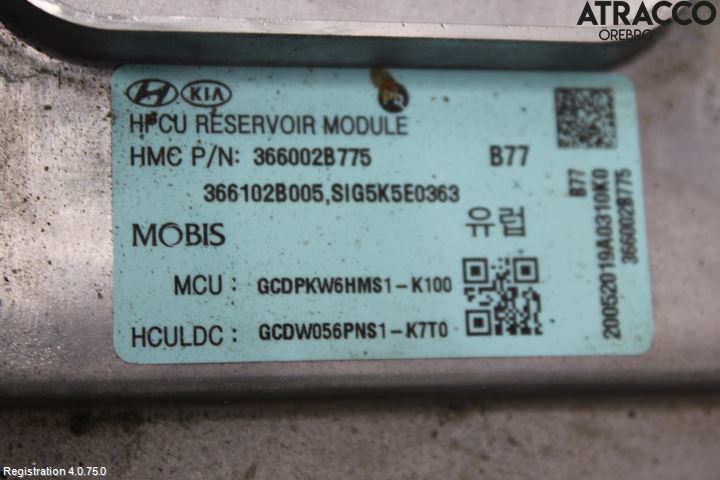 ATRACCO
ÖREBRO
KIA
HPCU RESERVOIR MODULE
HMC P/N: 366002B775 B77
366102B005,SIG5K5E0363
MOBIS 유럽
MCU : GCDPKW6HMS1-K100
HCULDC : GCDW056PNS1-K7T0
B77
20052019A0310K0
366002B775
Registration 4.0.75.0